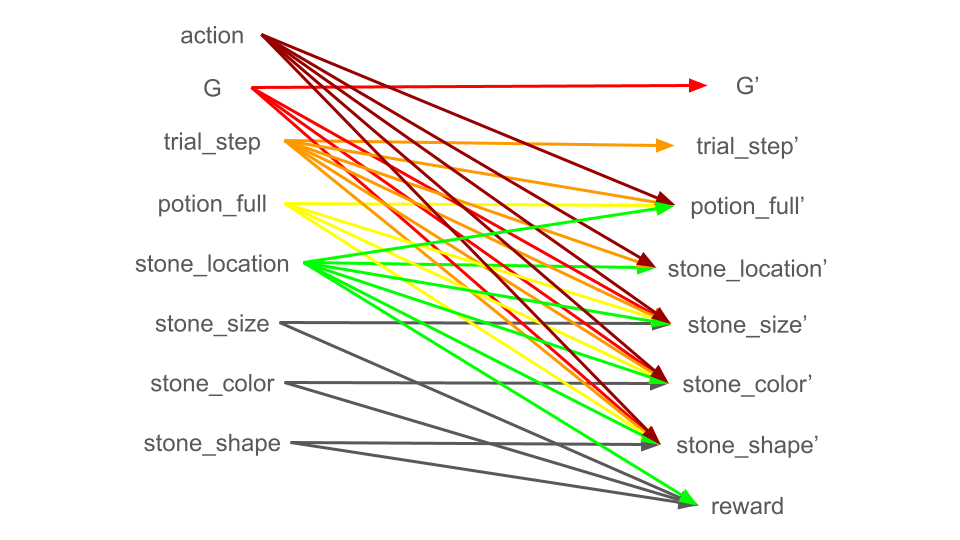 action
G
trial_step
potion_full
stone_location
stone_size
stone_color
stone_shape
G’
trial_step’
potion_full’
stone_location’
stone_size’
stone_color’
stone_shape’
reward